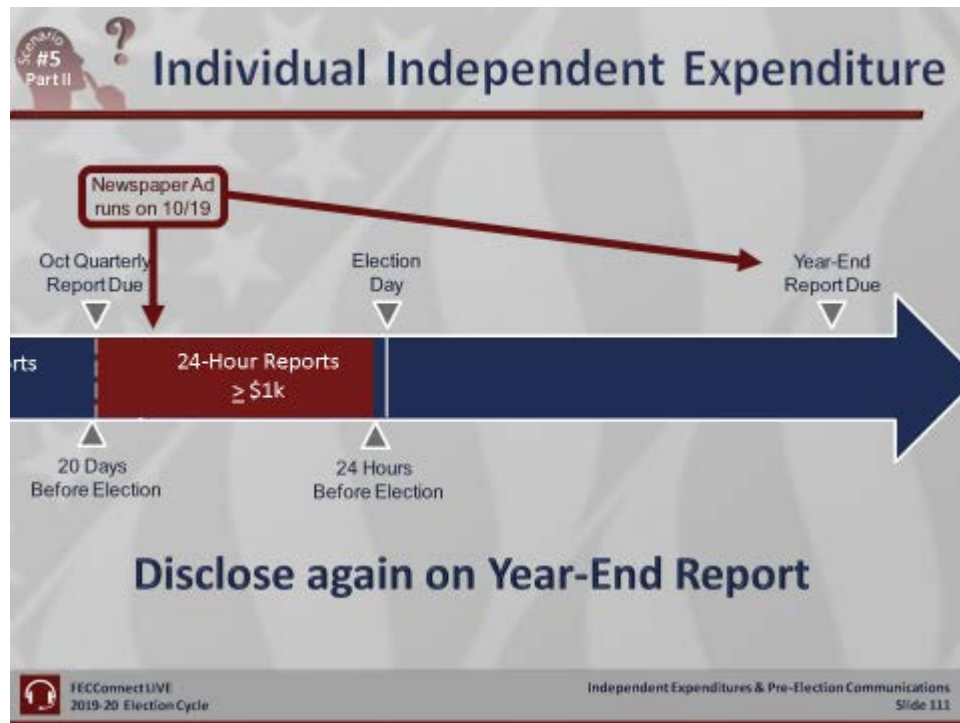 Scenario
#5
Part II
?
Individual Independent Expenditure
Newspaper Ad
runs on 10/19
Oct Quarterly
Report Due
Election
Day
Year-End
Report Due
rts
24-Hour Reports
≥ $1k
20 Days
Before Election
24 Hours
Before Election
Disclose again on Year-End Report
FECConnect LIVE
2019-20 Election Cycle
Independent Expenditures & Pre-Election Communications
Slide 111